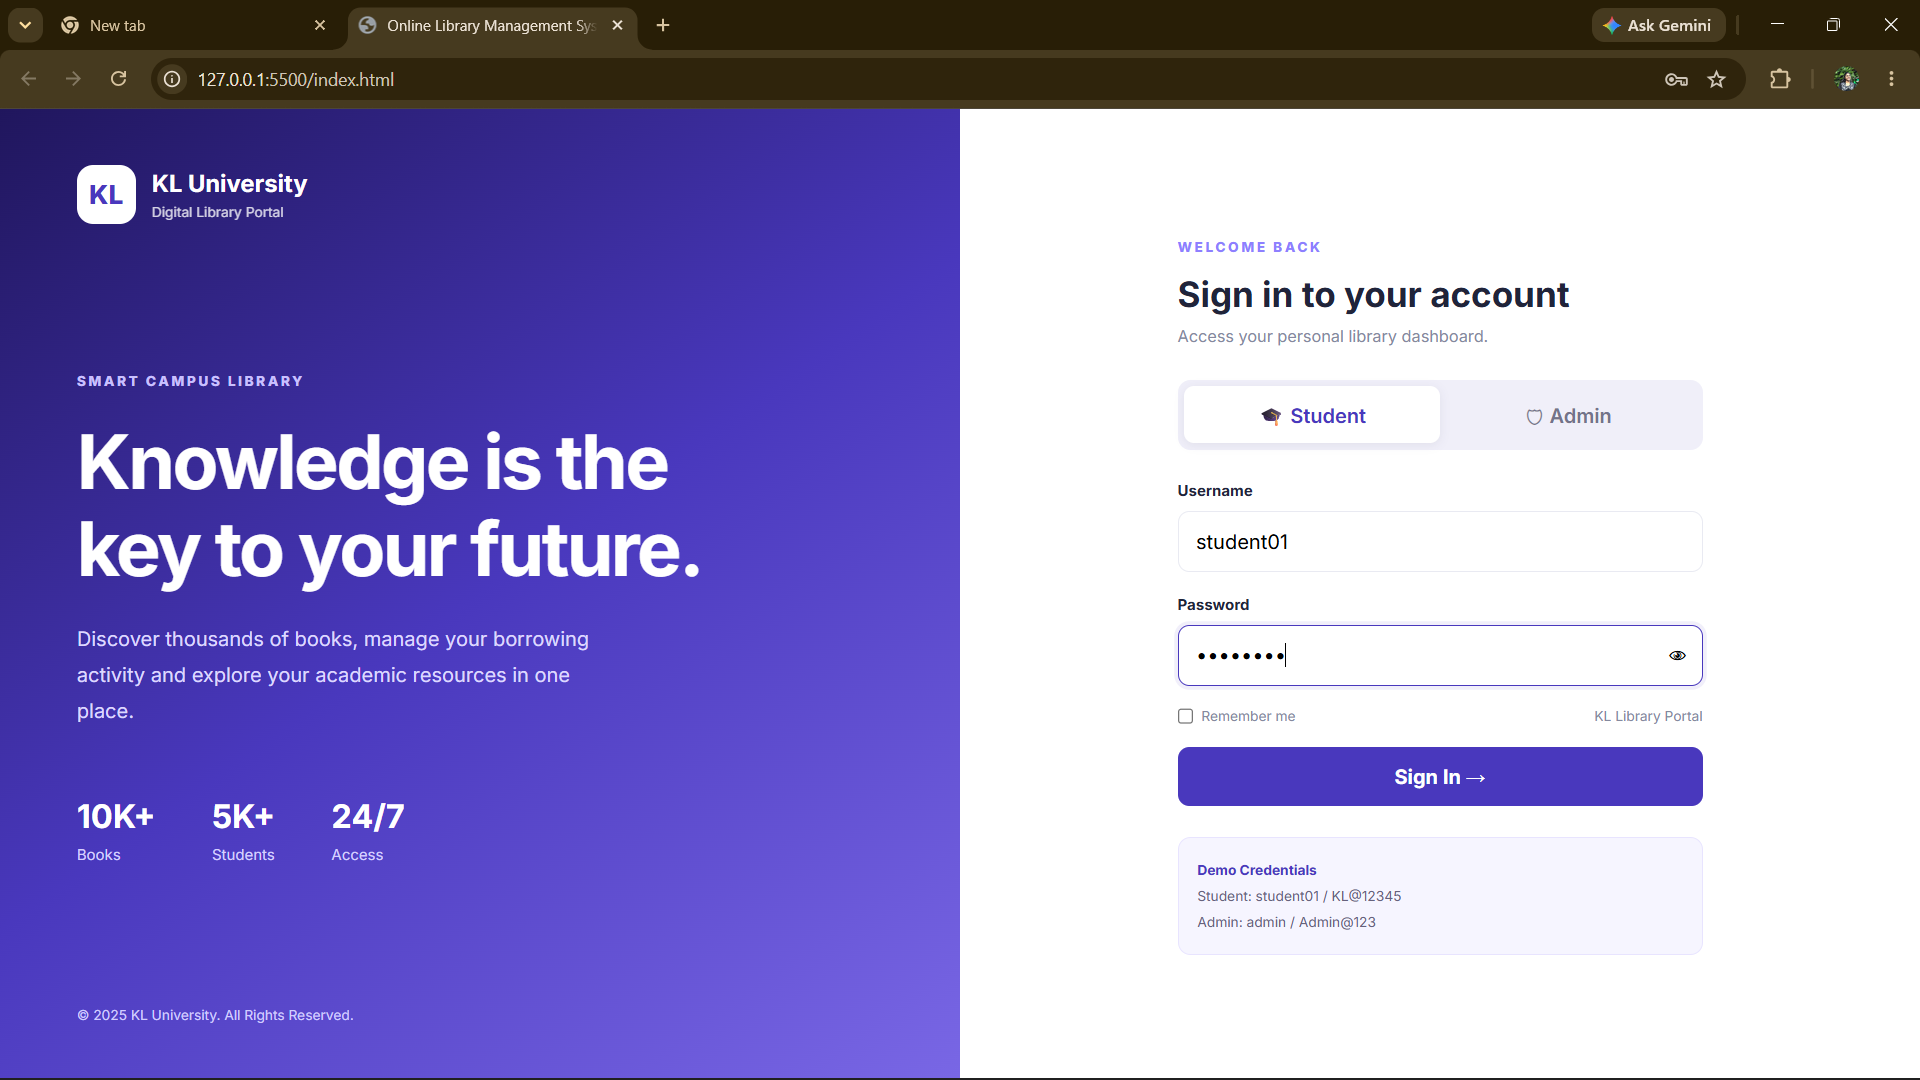 New tab
Online Library Management Sys
Ask Gemini
127.0.0.1:5500/index.html
KL
KL University
Digital Library Portal
SMART CAMPUS LIBRARY
Knowledge is the
key to your future.
Discover thousands of books, manage your borrowing
activity and explore your academic resources in one
place.
10K+
Books
5K+
Students
24/7
Access
© 2025 KL University. All Rights Reserved.
WELCOME BACK
Sign in to your account
Access your personal library dashboard.
Student
Admin
Username
student01
Password
••••••••
Remember me
KL Library Portal
Sign In →
Demo Credentials
Student: student01 / KL@12345
Admin: admin / Admin@123